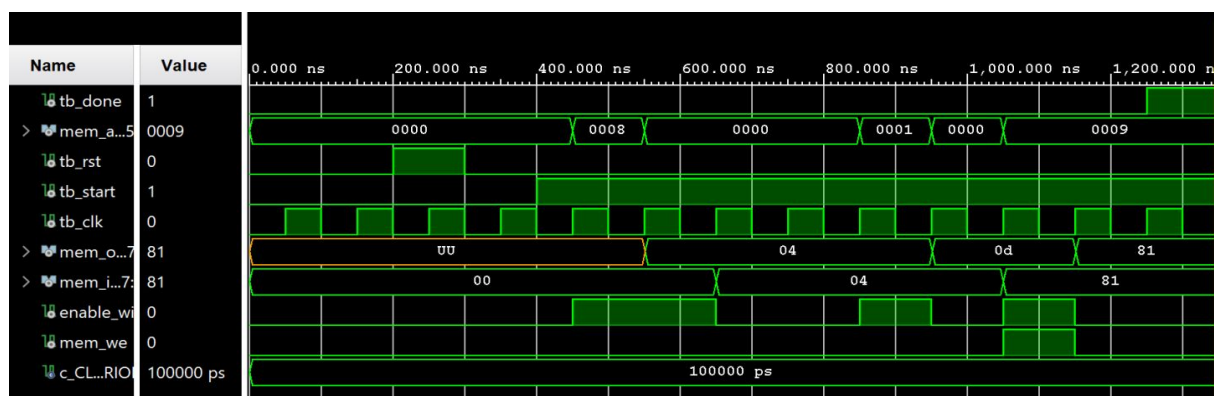 Name Value 0.000 ns 200.000 ns 400.000 ns 600.000 ns 800.000 ns 1,000.000 ns 1,200.000 n
tb_done 1
mem_a...5 0009 0000 0008 0000 0001 0000 0009
tb_rst 0
tb_start 1
tb_clk 0
mem_o...7 81 UU 04 0d 81
mem_i...7: 81 00 04 81
enable_wi 0
mem_we 0
c_CL...RIOI 100000 ps 100000 ps